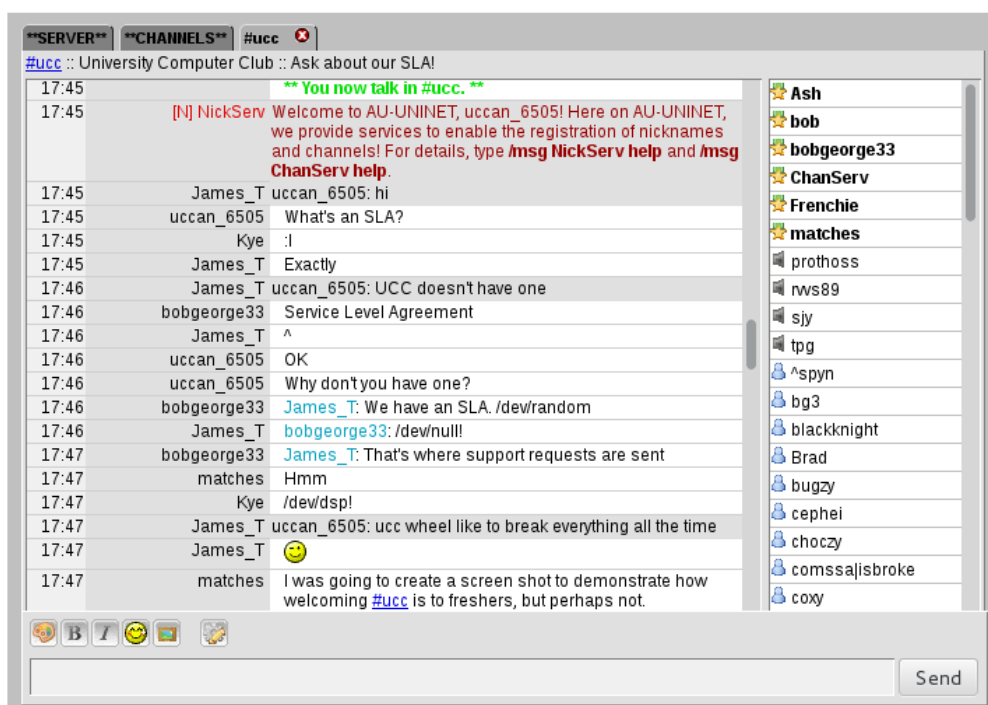 **SERVER** **CHANNELS** #ucc
#ucc :: University Computer Club :: Ask about our SLA!
17:45 ** You now talk in #ucc. **
17:45 [N] NickServ Welcome to AU-UNINET, uccan_6505! Here on AU-UNINET,
we provide services to enable the registration of nicknames
and channels! For details, type /msg NickServ help and /msg
ChanServ help.
17:45 James_T uccan_6505: hi
17:45 uccan_6505 What's an SLA?
17:45 Kye :l
17:45 James_T Exactly
17:46 James_T uccan_6505: UCC doesn't have one
17:46 bobgeorge33 Service Level Agreement
17:46 James_T ^
17:46 uccan_6505 OK
17:46 uccan_6505 Why don't you have one?
17:46 bobgeorge33 James_T: We have an SLA. /dev/random
17:46 James_T bobgeorge33: /dev/null!
17:47 bobgeorge33 James_T: That's where support requests are sent
17:47 matches Hmm
17:47 Kye /dev/dsp!
17:47 James_T uccan_6505: ucc wheel like to break everything all the time
17:47 James_T
17:47 matches I was going to create a screen shot to demonstrate how
welcoming #ucc is to freshers, but perhaps not.
Ash
bob
bobgeorge33
ChanServ
Frenchie
matches
prothoss
rws89
sjy
tpg
^spyn
bg3
blackknight
Brad
bugzy
cephei
choczy
comssa|isbroke
coxy
B I
Send